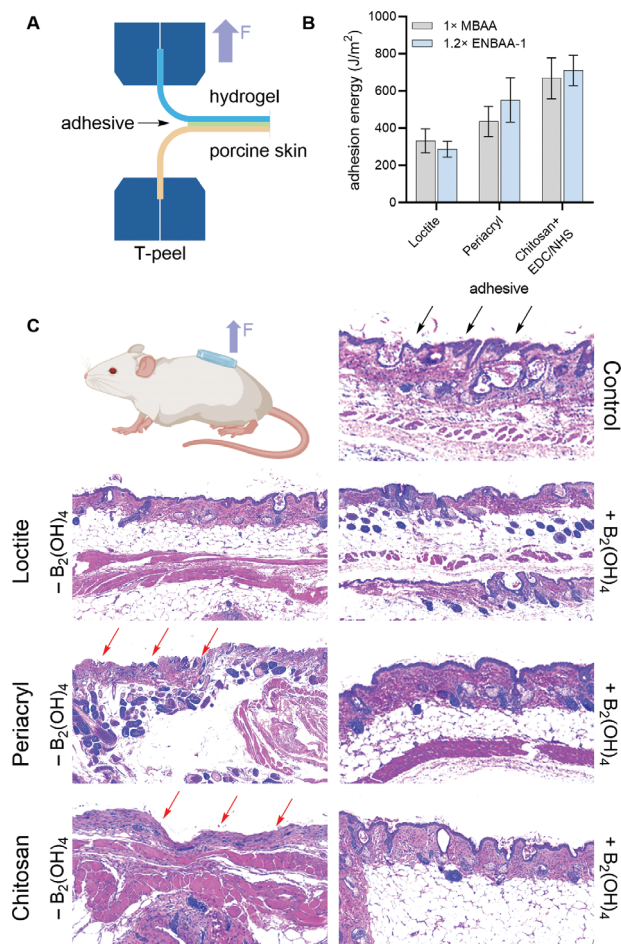 A
F
hydrogel
adhesive
porcine skin
T-peel
B
adhesion energy (J/m²)
1000
800
600
400
200
0
1× MBAA
1.2× ENBAA-1
Loctite
Periacryl
Chitosan+
EDC/NHS
adhesive
C
F
Control
Loctite
– B₂(OH)₄
+ B₂(OH)₄
Periacryl
– B₂(OH)₄
+ B₂(OH)₄
Chitosan
– B₂(OH)₄
+ B₂(OH)₄